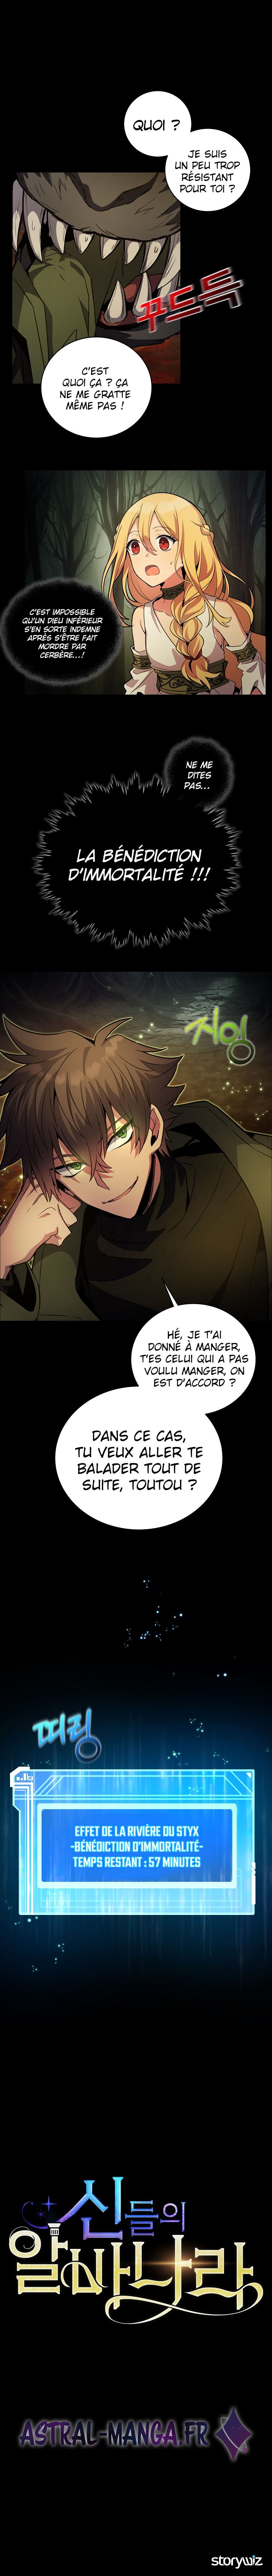 QUOI ?
JE SUIS
UN PEU TROP
RÉSISTANT
POUR TOI ?
꾸드득
C'EST
QUOI ÇA ? ÇA
NE ME GRATTE
MÊME PAS !
C'EST IMPOSSIBLE
QU'UN DIEU INFÉRIEUR
S'EN SORTE INDEMNE
APRÈS S'ÊTRE FAIT
MORDRE PAR
CERBÈRE...!
NE ME
DITES
PAS...
LA BÉNÉDICTION
D'IMMORTALITÉ !!!
지잉
HÉ, JE T'AI
DONNÉ À MANGER,
T'ES CELUI QUI A PAS
VOULU MANGER, ON
EST D'ACCORD ?
DANS CE CAS,
TU VEUX ALLER TE
BALADER TOUT DE
SUITE, TOUTOU ?
띠링
EFFET DE LA RIVIÈRE DU STYX
-BÉNÉDICTION D'IMMORTALITÉ-
TEMPS RESTANT : 57 MINUTES
신들의
알바나라
ASTRAL-MANGA.FR
storywiz